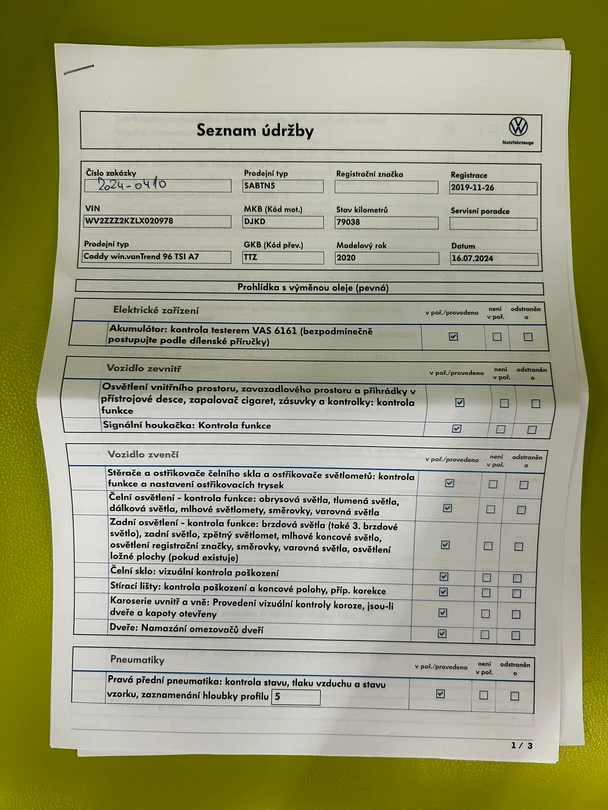 Seznam údržby
Nutzfahrzeuge
Číslo zakázky
2024-0410
Prodejní typ
SABTN5
Registrační značka
Registrace
2019-11-26
VIN
WV2ZZZ2KZLX020978
MKB (Kód mot.)
DJKD
Stav kilometrů
79038
Servisní poradce
Prodejní typ
Caddy win.vanTrend 96 TSI A7
GKB (Kód přev.)
TTZ
Modelový rok
2020
Datum
16.07.2024
Prohlídka s výměnou oleje (pevná)
Elektrické zařízení
v poř./provedeno
není
v poř.
odstraněn
o
Akumulátor: kontrola testerem VAS 6161 (bezpodmínečně
postupujte podle dílenské příručky)
Vozidlo zevnitř
v poř./provedeno
není
v poř.
odstraněn
o
Osvětlení vnitřního prostoru, zavazadlového prostoru a přihrádky v
přístrojové desce, zapalovač cigaret, zásuvky a kontrolky: kontrola
funkce
Signální houkačka: Kontrola funkce
Vozidlo zvenčí
v poř./provedeno
není
v poř.
odstraněn
o
Stěrače a ostřikovače čelního skla a ostřikovače světlometů: kontrola
funkce a nastavení ostřikovacích trysek
Čelní osvětlení - kontrola funkce: obrysová světla, tlumená světla,
dálková světla, mlhové světlomety, směrovky, varovná světla
Zadní osvětlení - kontrola funkce: brzdová světla (také 3. brzdové
světlo), zadní světlo, zpětný světlomet, mlhové koncové světlo,
osvětlení registrační značky, směrovky, varovná světla, osvětlení
ložné plochy (pokud existuje)
Čelní sklo: vizuální kontrola poškození
Stírací lišty: kontrola poškození a koncové polohy, příp. korekce
Karoserie uvnitř a vně: Provedení vizuální kontroly koroze, jsou-li
dveře a kapoty otevřeny
Dveře: Namazání omezovačů dveří
Pneumatiky
v poř./provedeno
není
v poř.
odstraněn
o
Pravá přední pneumatika: kontrola stavu, tlaku vzduchu a stavu
vzorku, zaznamenání hloubky profilu 5
1 / 3